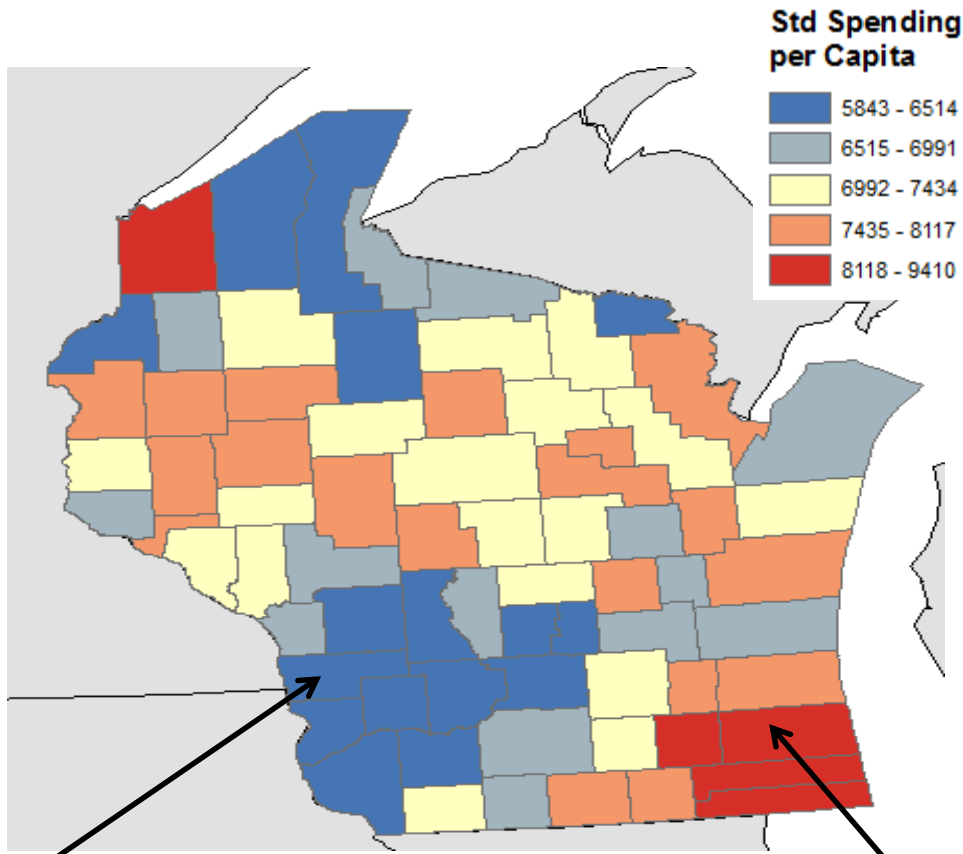 Std Spending
per Capita
5843 - 6514
6515 - 6991
6992 - 7434
7435 - 8117
8118 - 9410